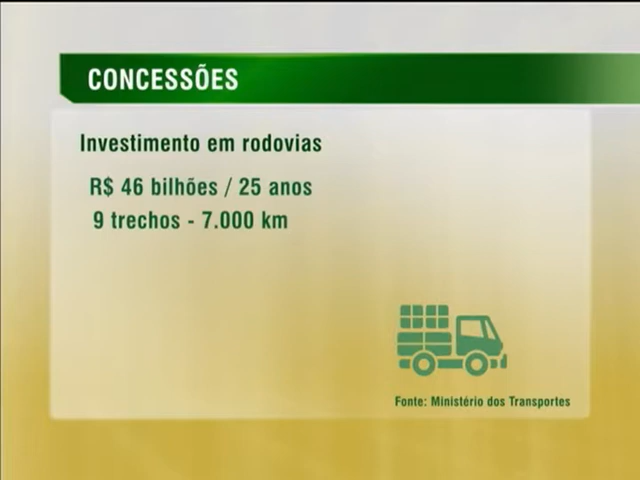 CONCESSÕES
Investimento em rodovias
R$ 46 bilhões / 25 anos
9 trechos - 7.000 km
Fonte: Ministério dos Transportes